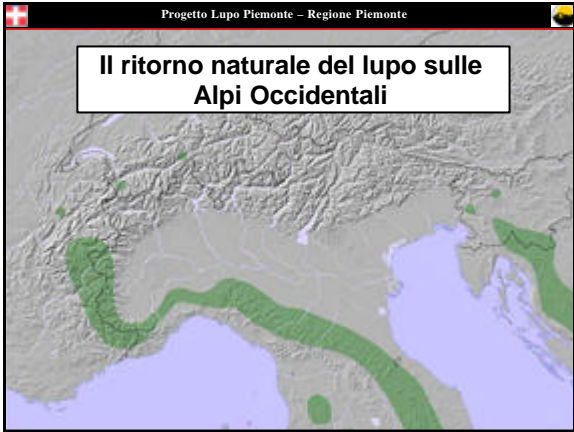 Progetto Lupo Piemonte – Regione Piemonte
Il ritorno naturale del lupo sulle
Alpi Occidentali